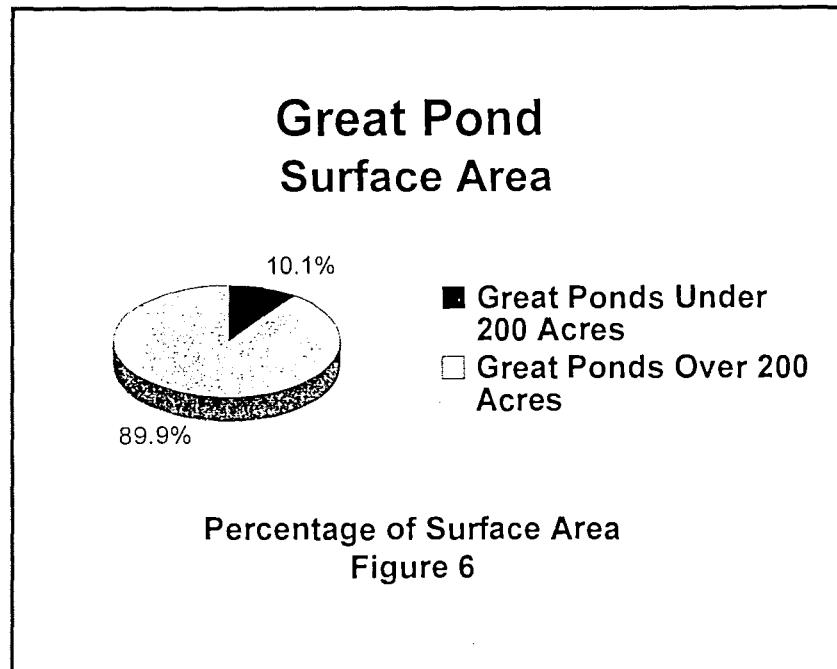 Great Pond
Surface Area
10.1%
Great Ponds Under
200 Acres
Great Ponds Over 200
Acres
89.9%
Percentage of Surface Area
Figure 6